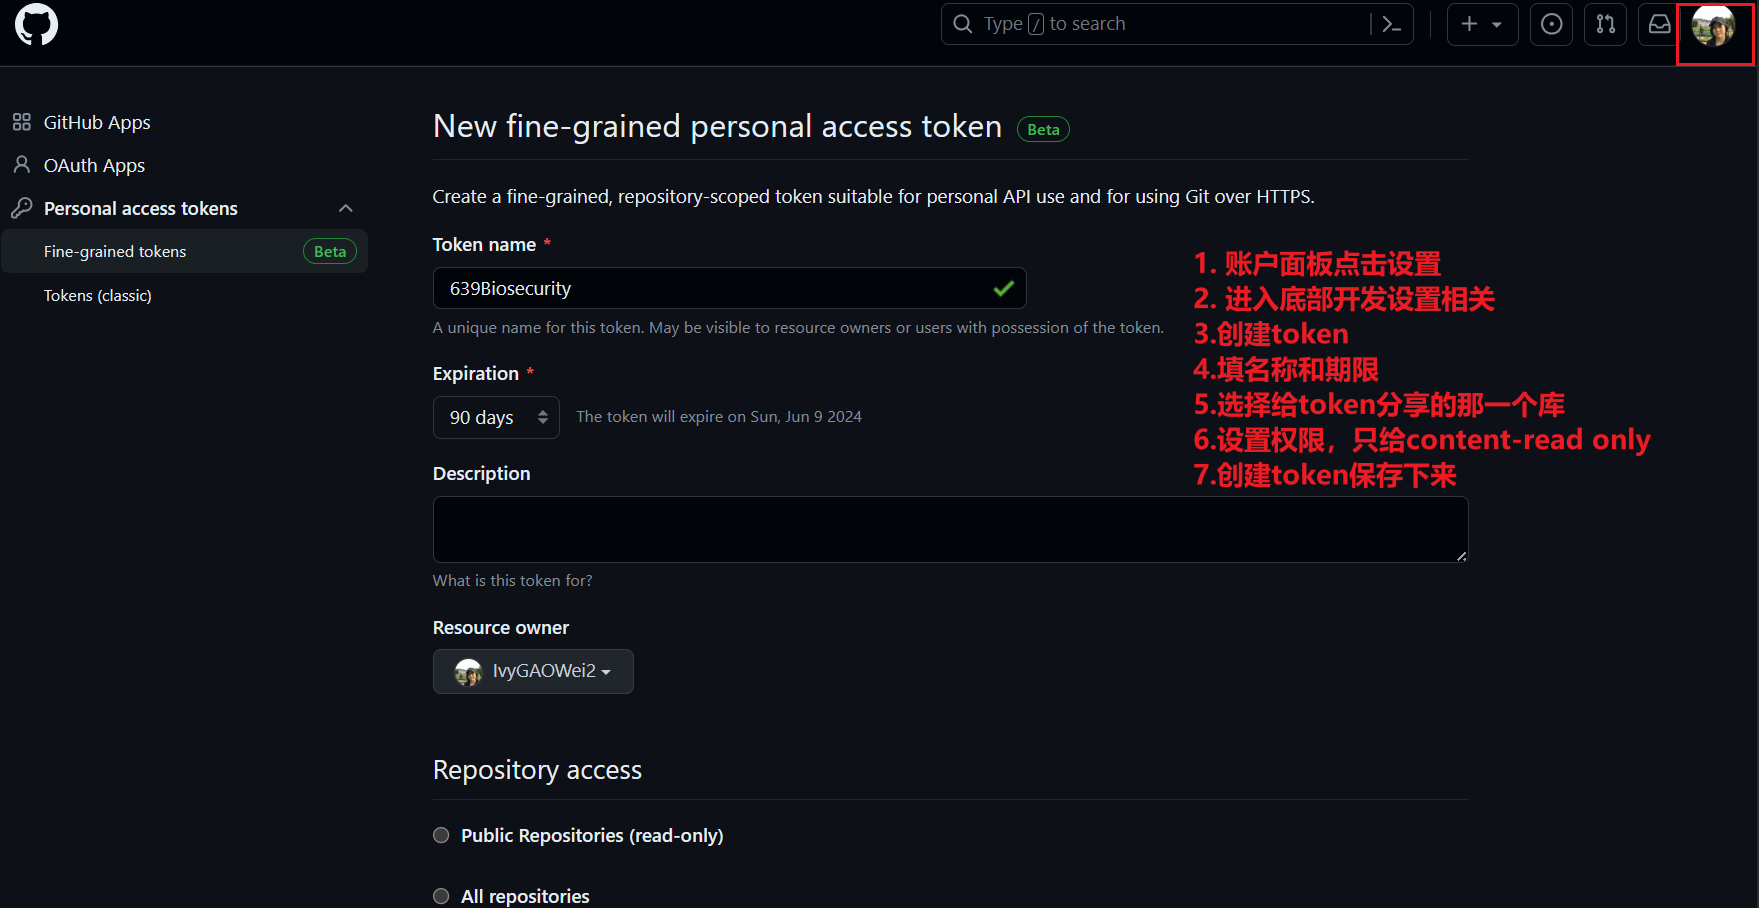 Type / to search
GitHub Apps
OAuth Apps
Personal access tokens
Fine-grained tokens Beta
Tokens (classic)
New fine-grained personal access token Beta
Create a fine-grained, repository-scoped token suitable for personal API use and for using Git over HTTPS.
Token name *
639Biosecurity
A unique name for this token. May be visible to resource owners or users with possession of the token.
Expiration *
90 days The token will expire on Sun, Jun 9 2024
Description
What is this token for?
Resource owner
IvyGAOWei2
Repository access
Public Repositories (read-only)
All repositories
1. 账户面板点击设置
2. 进入底部开发设置相关
3.创建token
4.填名称和期限
5.选择给token分享的那一个库
6.设置权限，只给content-read only
7.创建token保存下来